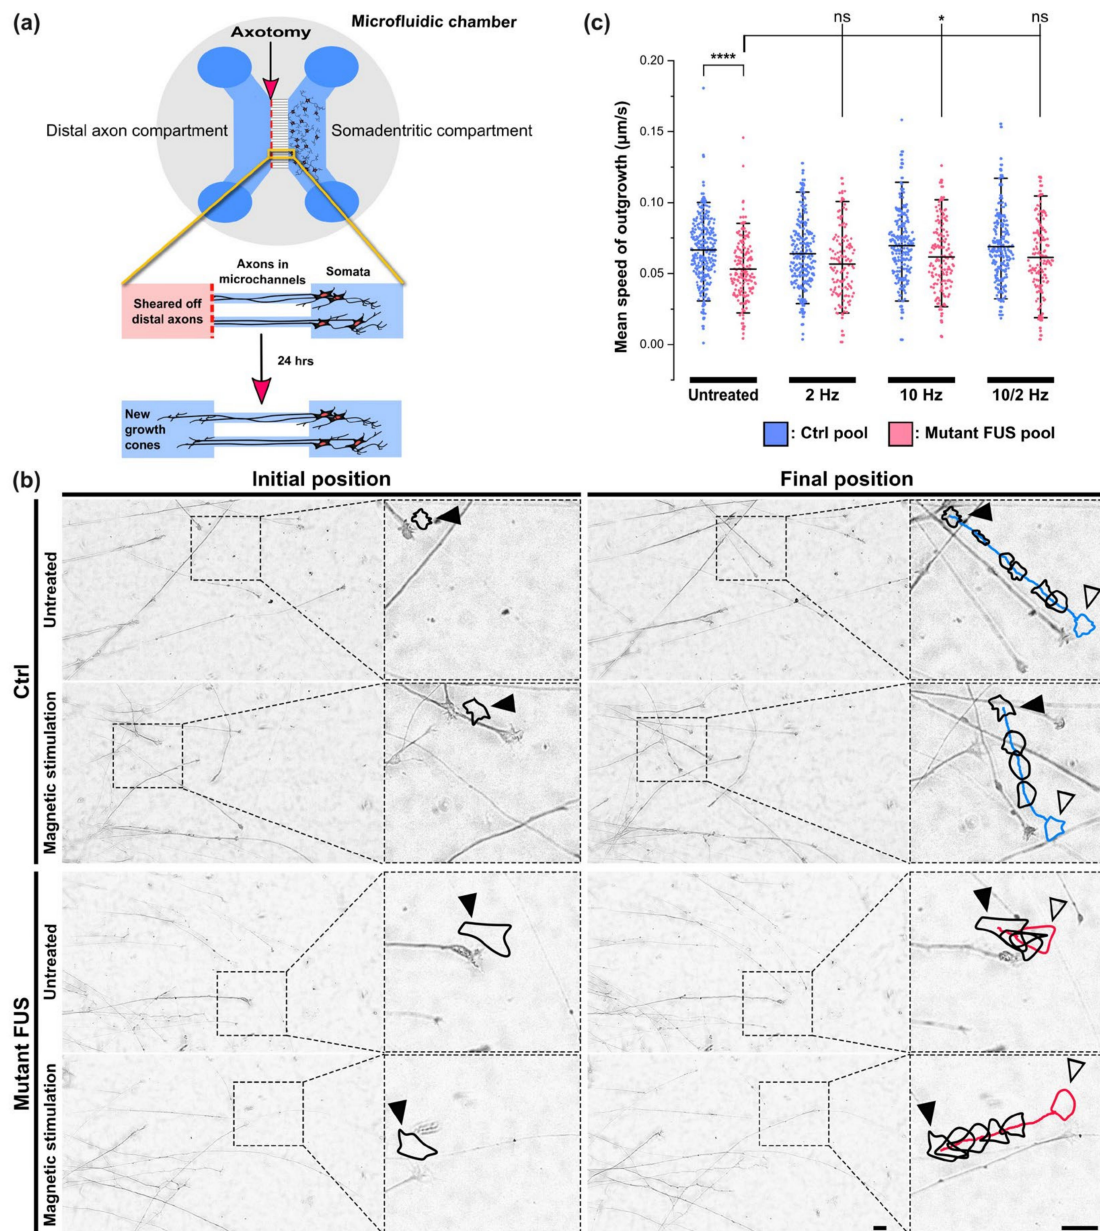 (a)
Microfluidic chamber
Axotomy
Distal axon compartment
Somadentritic compartment
Axons in
microchannels
Somata
Sheared off
distal axons
24 hrs
New
growth
cones
(c)
ns
*
ns
****
Mean speed of outgrowth (µm/s)
0.20
0.15
0.10
0.05
0.00
Untreated
2 Hz
10 Hz
10/2 Hz
: Ctrl pool
: Mutant FUS pool
(b)
Initial position
Final position
Ctrl
Untreated
Magnetic stimulation
Mutant FUS
Untreated
Magnetic stimulation